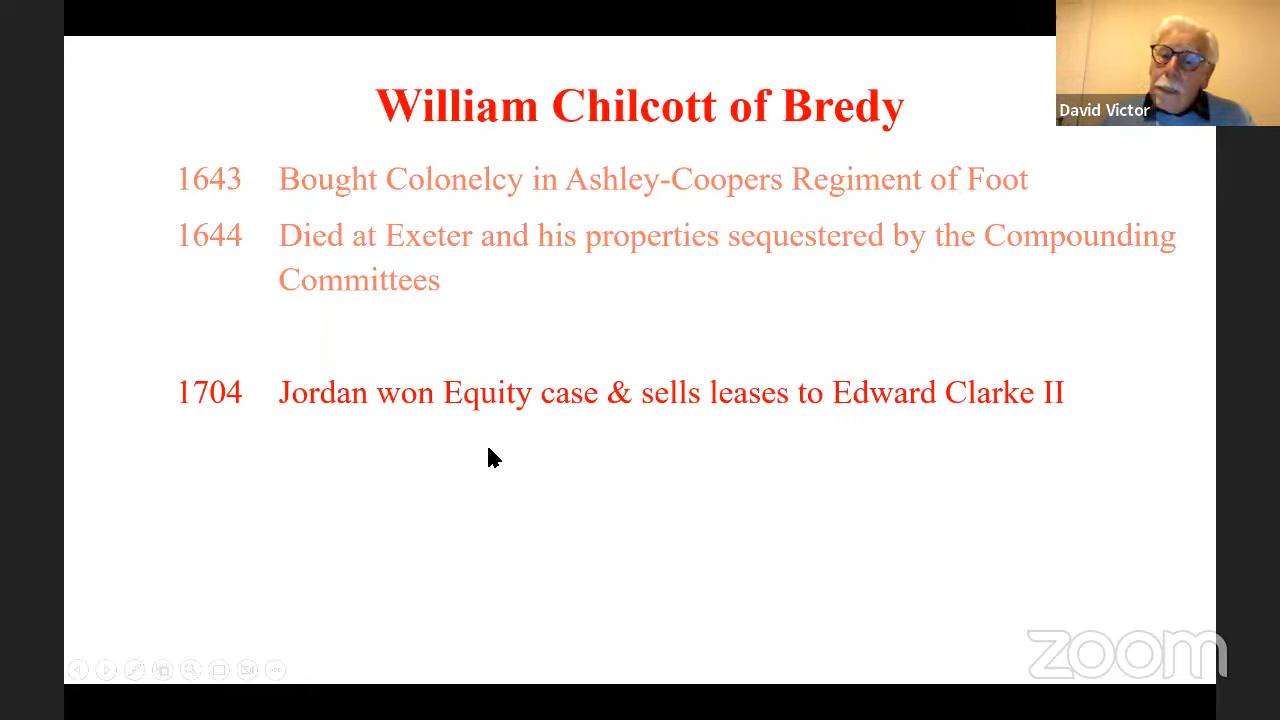 William Chilcott of Bredy
David Victor
1643 Bought Colonelcy in Ashley-Coopers Regiment of Foot
1644 Died at Exeter and his properties sequestered by the Compounding
Committees
1704 Jordan won Equity case & sells leases to Edward Clarke II
zoom